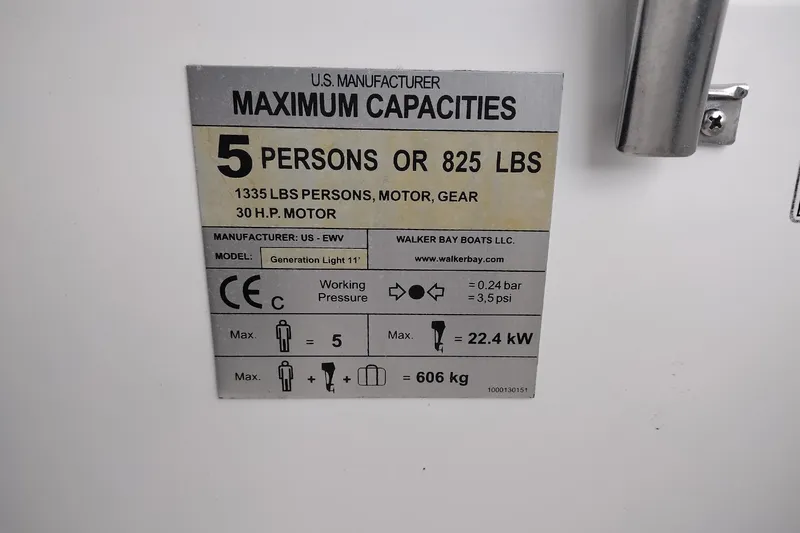 U.S. MANUFACTURER
MAXIMUM CAPACITIES
5 PERSONS OR 825 LBS
1335 LBS PERSONS, MOTOR, GEAR
30 H.P. MOTOR
MANUFACTURER: US - EWV
WALKER BAY BOATS LLC.
MODEL: Generation Light 11'
www.walkerbay.com
CE C
Working Pressure
= 0.24 bar
= 3,5 psi
Max. = 5
Max. = 22.4 kW
Max. + + = 606 kg
1000130151